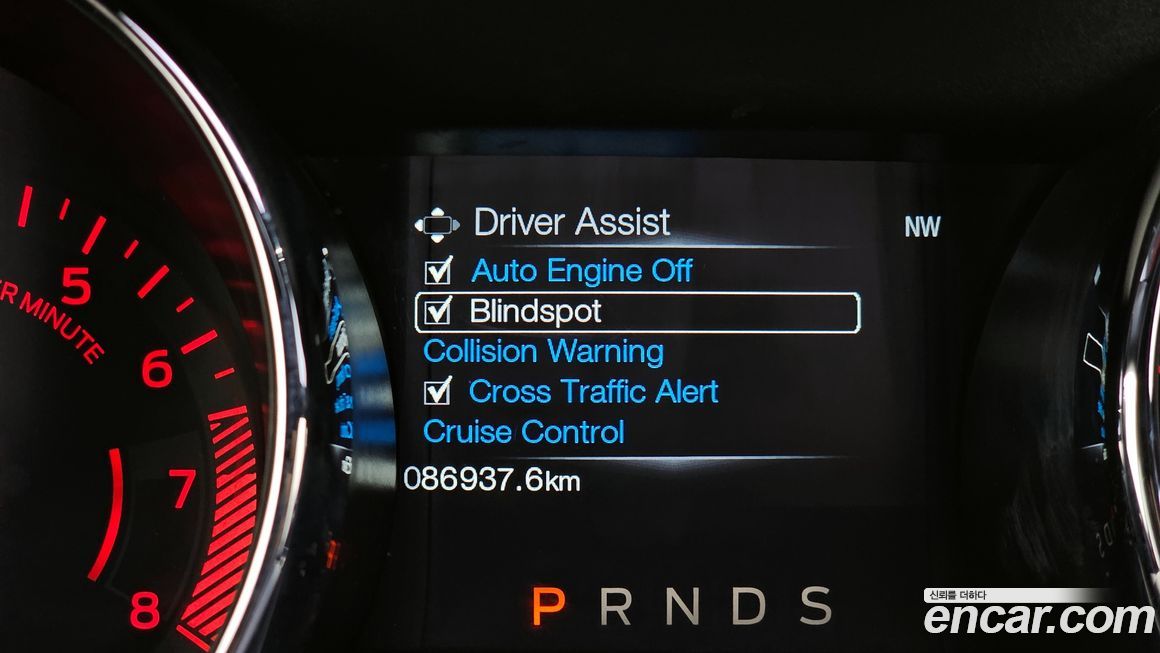 Driver Assist
NW
Auto Engine Off
Blindspot
Collision Warning
Cross Traffic Alert
Cruise Control
086937.6km
P R N D S
5
MINUTE
6
7
8
신뢰를 더하다
encar.com